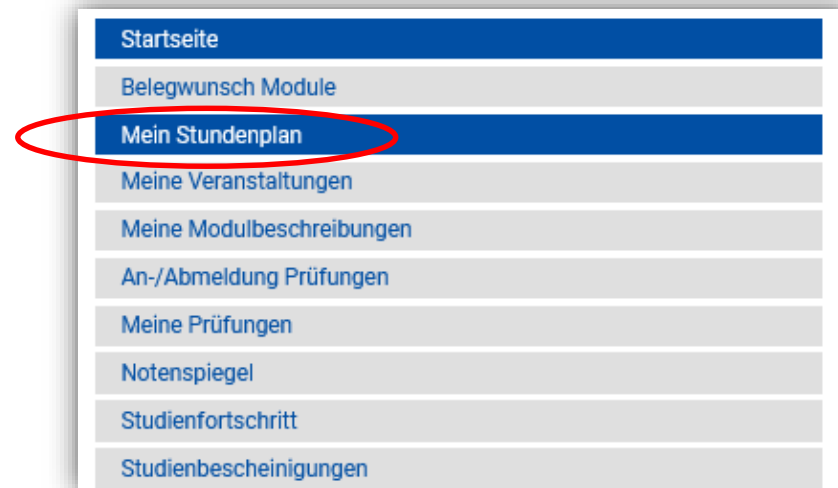 Startseite
Belegwunsch Module
Mein Stundenplan
Meine Veranstaltungen
Meine Modulbeschreibungen
An-/Abmeldung Prüfungen
Meine Prüfungen
Notenspiegel
Studienfortschritt
Studienbescheinigungen